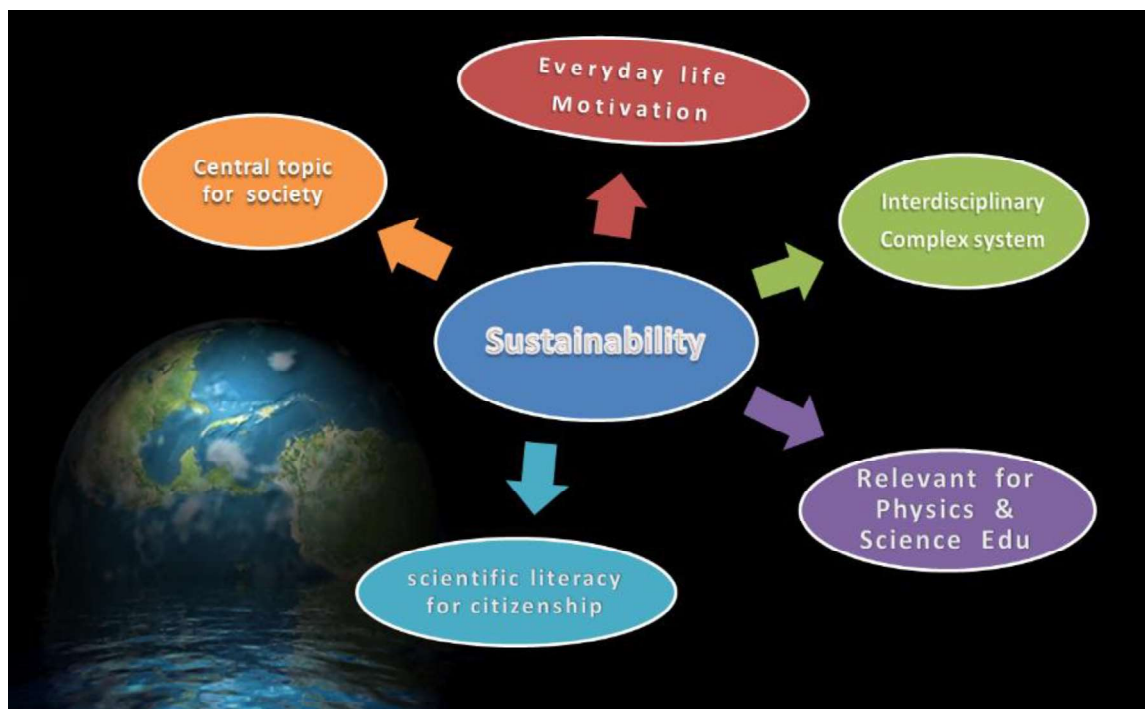 Everyday life
Motivation
Central topic
for society
Interdisciplinary
Complex system
Sustainability
Relevant for
Physics &
Science Edu
scientific literacy
for citizenship